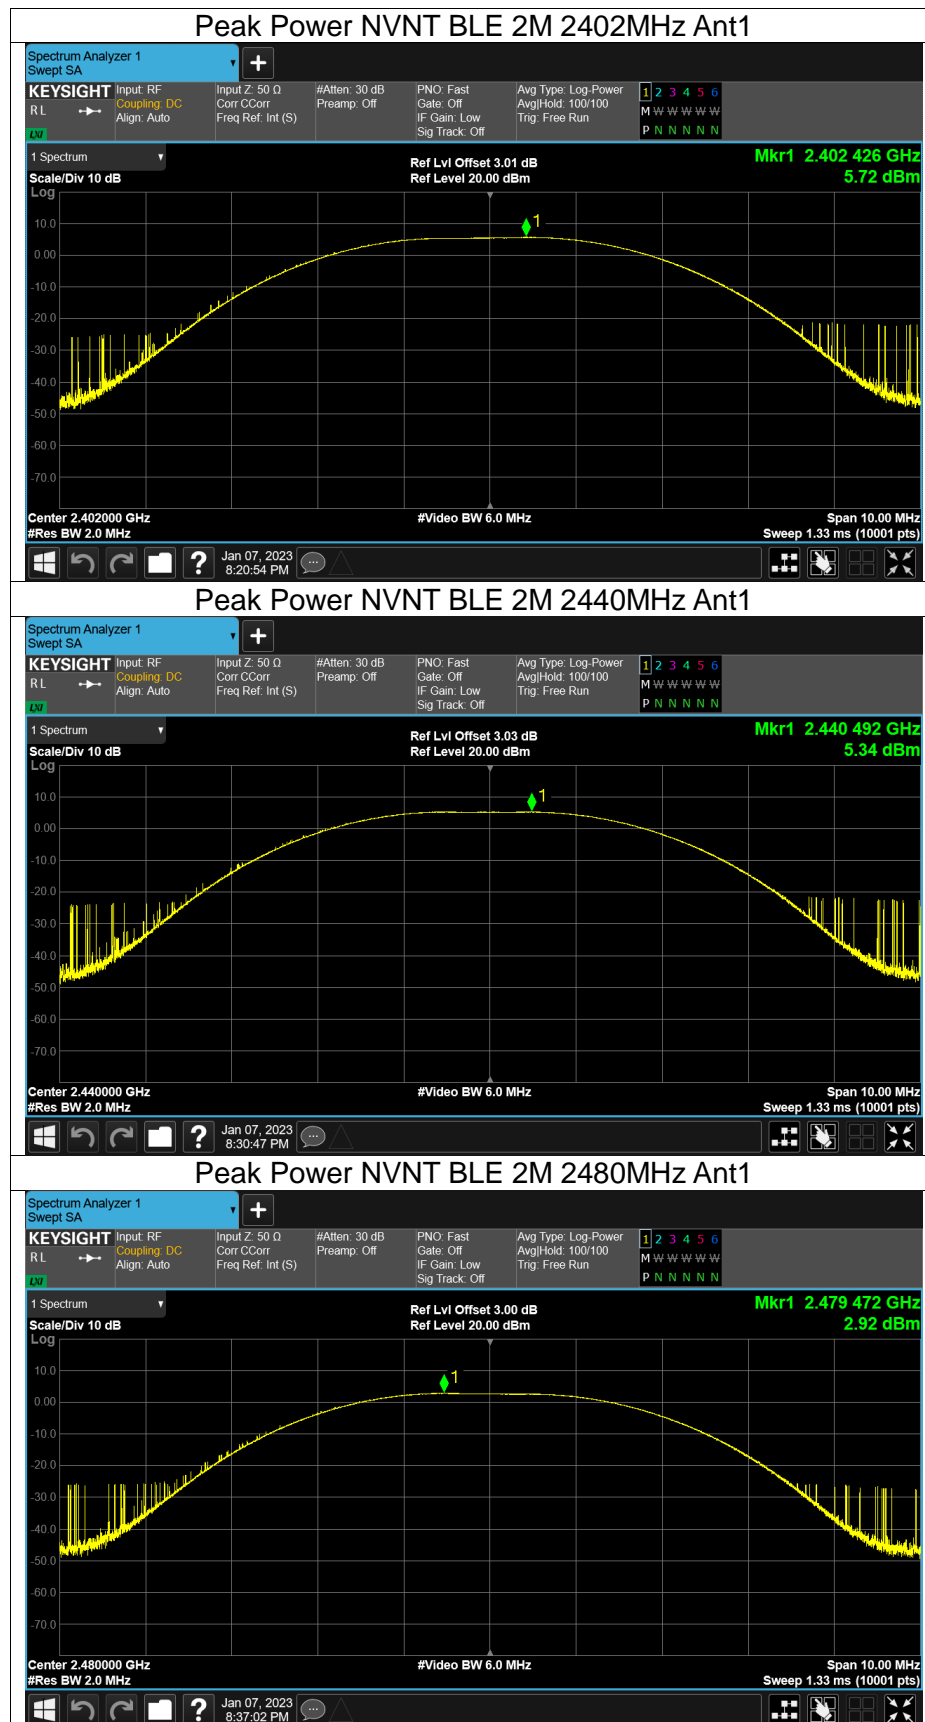 Peak Power NVNT BLE 2M 2402MHz Ant1
Spectrum Analyzer 1
Swept SA
KEYSIGHT
RL
LXI
Input: RF
Coupling: DC
Align: Auto
Input Z: 50 Ω
Corr CCorr
Freq Ref: Int (S)
#Atten: 30 dB
Preamp: Off
PNO: Fast
Gate: Off
IF Gain: Low
Sig Track: Off
Avg Type: Log-Power
Avg|Hold: 100/100
Trig: Free Run
1 2 3 4 5 6
M W W W W W
P N N N N N
1 Spectrum
Scale/Div 10 dB
Ref Lvl Offset 3.01 dB
Ref Level 20.00 dBm
Mkr1 2.402 426 GHz
5.72 dBm
Log
1
10.0
0.00
-10.0
-20.0
-30.0
-40.0
-50.0
-60.0
-70.0
Center 2.402000 GHz
#Res BW 2.0 MHz
#Video BW 6.0 MHz
Span 10.00 MHz
Sweep 1.33 ms (10001 pts)
Jan 07, 2023
8:20:54 PM
Peak Power NVNT BLE 2M 2440MHz Ant1
Spectrum Analyzer 1
Swept SA
KEYSIGHT
RL
LXI
Input: RF
Coupling: DC
Align: Auto
Input Z: 50 Ω
Corr CCorr
Freq Ref: Int (S)
#Atten: 30 dB
Preamp: Off
PNO: Fast
Gate: Off
IF Gain: Low
Sig Track: Off
Avg Type: Log-Power
Avg|Hold: 100/100
Trig: Free Run
1 2 3 4 5 6
M W W W W W
P N N N N N
1 Spectrum
Scale/Div 10 dB
Ref Lvl Offset 3.03 dB
Ref Level 20.00 dBm
Mkr1 2.440 492 GHz
5.34 dBm
Log
1
10.0
0.00
-10.0
-20.0
-30.0
-40.0
-50.0
-60.0
-70.0
Center 2.440000 GHz
#Res BW 2.0 MHz
#Video BW 6.0 MHz
Span 10.00 MHz
Sweep 1.33 ms (10001 pts)
Jan 07, 2023
8:30:47 PM
Peak Power NVNT BLE 2M 2480MHz Ant1
Spectrum Analyzer 1
Swept SA
KEYSIGHT
RL
LXI
Input: RF
Coupling: DC
Align: Auto
Input Z: 50 Ω
Corr CCorr
Freq Ref: Int (S)
#Atten: 30 dB
Preamp: Off
PNO: Fast
Gate: Off
IF Gain: Low
Sig Track: Off
Avg Type: Log-Power
Avg|Hold: 100/100
Trig: Free Run
1 2 3 4 5 6
M W W W W W
P N N N N N
1 Spectrum
Scale/Div 10 dB
Ref Lvl Offset 3.00 dB
Ref Level 20.00 dBm
Mkr1 2.479 472 GHz
2.92 dBm
Log
1
10.0
0.00
-10.0
-20.0
-30.0
-40.0
-50.0
-60.0
-70.0
Center 2.480000 GHz
#Res BW 2.0 MHz
#Video BW 6.0 MHz
Span 10.00 MHz
Sweep 1.33 ms (10001 pts)
Jan 07, 2023
8:37:02 PM